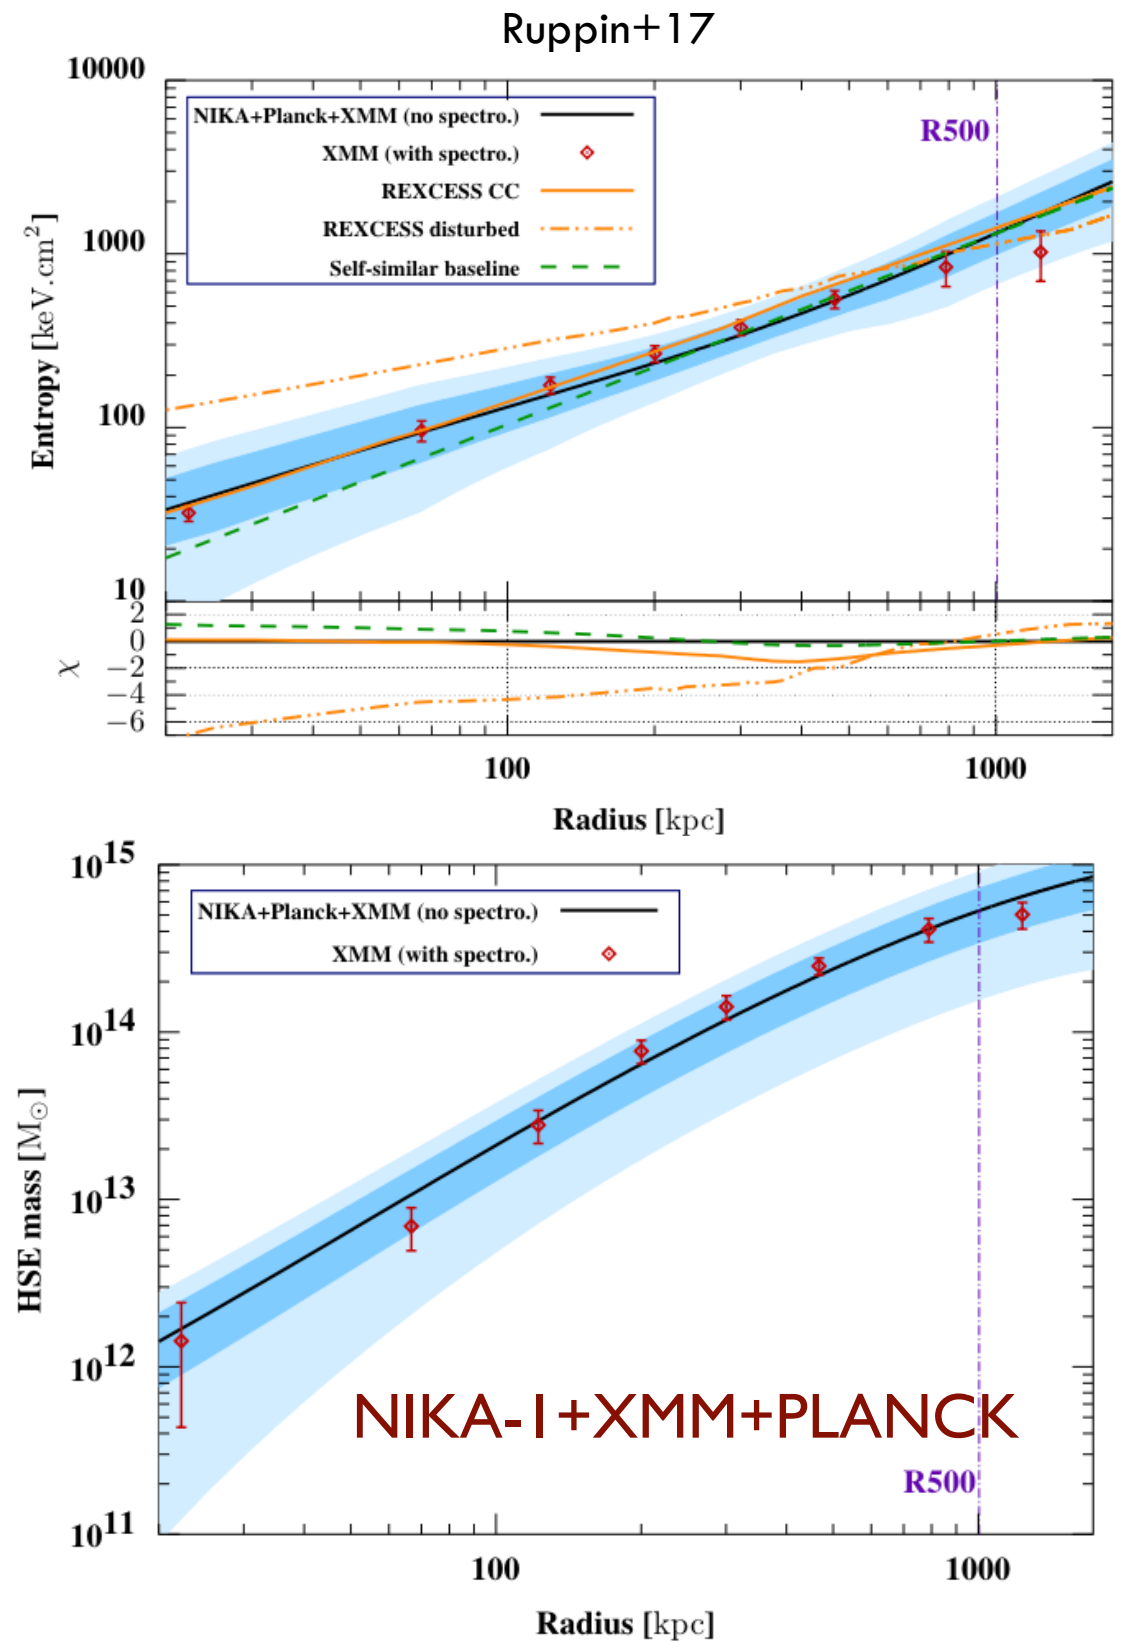 Ruppin+17
10000
1000
100
10
Entropy [keV.cm²]
NIKA+Planck+XMM (no spectro.)
XMM (with spectro.)
REXCESS CC
REXCESS disturbed
Self-similar baseline
R500
2
0
−2
−4
−6
χ
100 1000
Radius [kpc]
10¹⁵
10¹⁴
10¹³
10¹²
10¹¹
HSE mass [M⊙]
NIKA+Planck+XMM (no spectro.)
XMM (with spectro.)
NIKA-1+XMM+PLANCK
R500
100 1000
Radius [kpc]